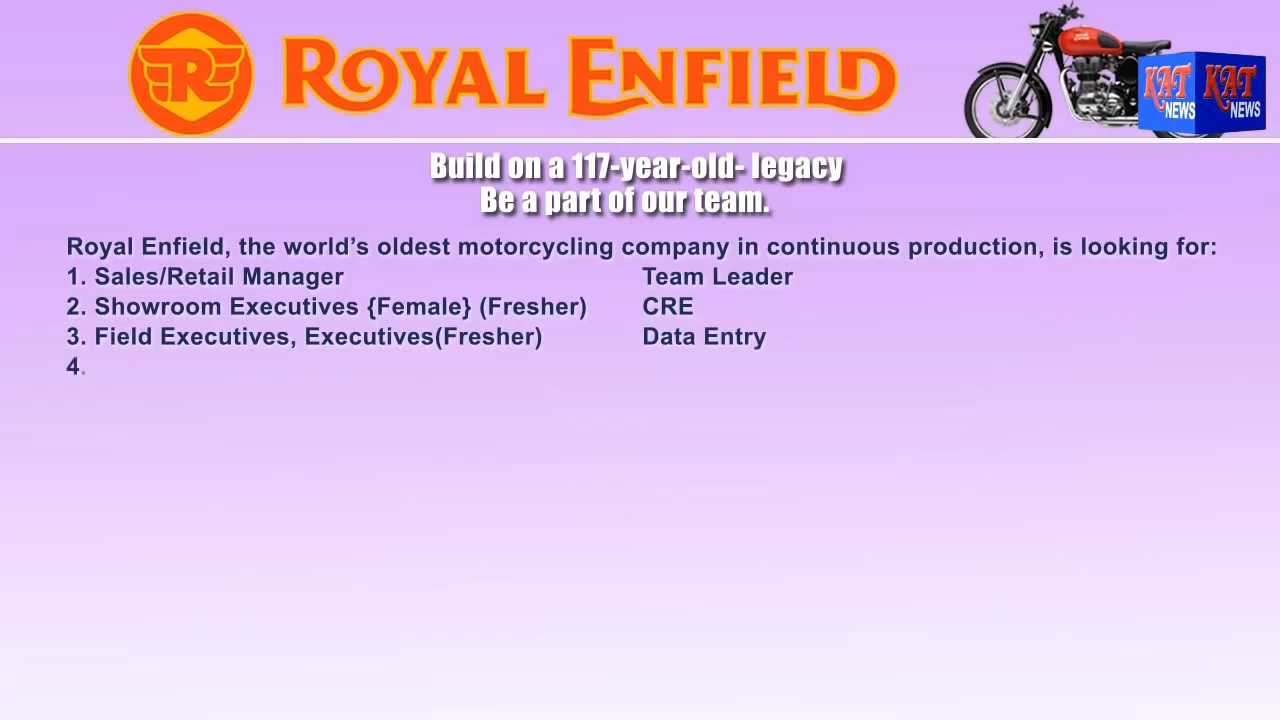 ROYAL ENFIELD
R
KAT NEWS KAT NEWS
Build on a 117-year-old- legacy
Be a part of our team.
Royal Enfield, the world’s oldest motorcycling company in continuous production, is looking for:
1. Sales/Retail Manager Team Leader
2. Showroom Executives {Female} (Fresher) CRE
3. Field Executives, Executives(Fresher) Data Entry
4.